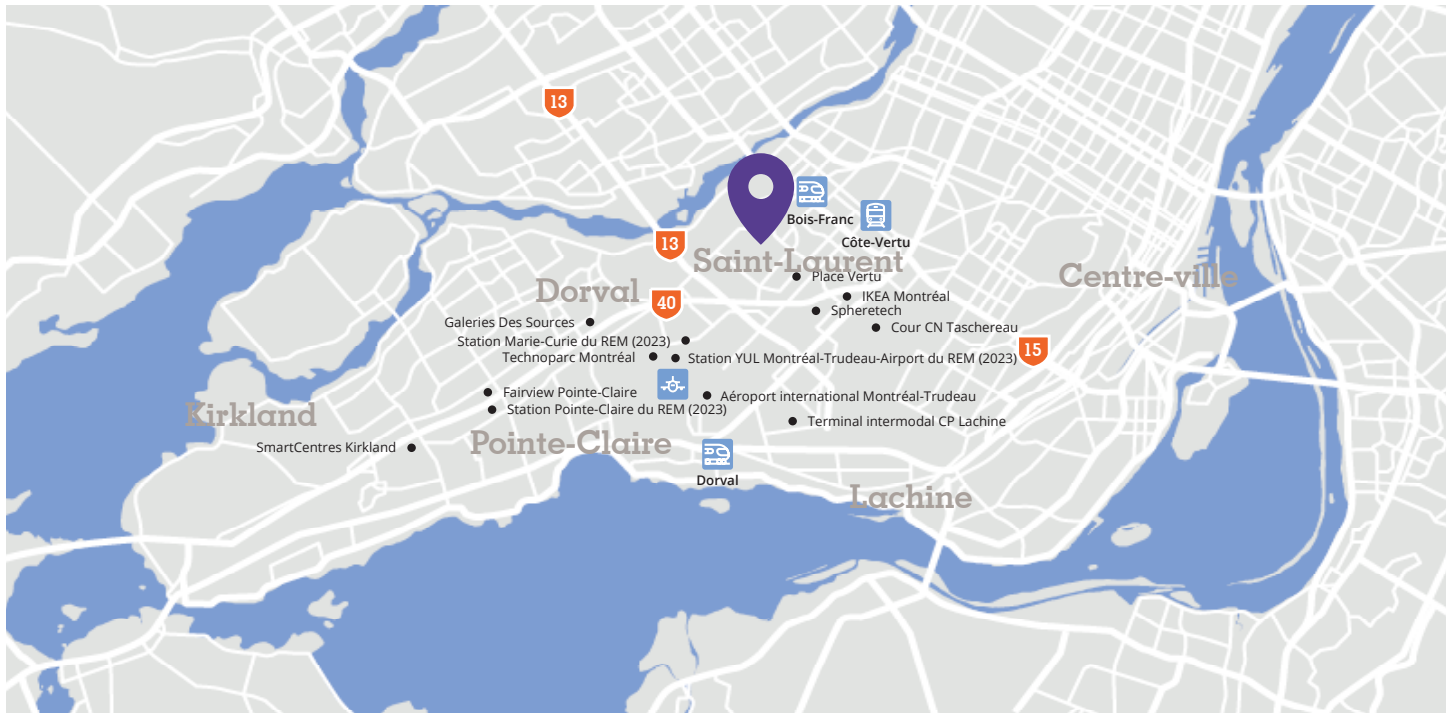 13
Bois-Franc
Côte-Vertu
13
Saint-Laurent
Centre-ville
Place Vertu
Dorval
40
IKEA Montréal
Spheretech
Galeries Des Sources
Cour CN Taschereau
Station Marie-Curie du REM (2023)
15
Technoparc Montréal
Station YUL Montréal-Trudeau-Airport du REM (2023)
Fairview Pointe-Claire
Aéroport international Montréal-Trudeau
Station Pointe-Claire du REM (2023)
Kirkland
Terminal intermodal CP Lachine
Pointe-Claire
SmartCentres Kirkland
Dorval
Lachine